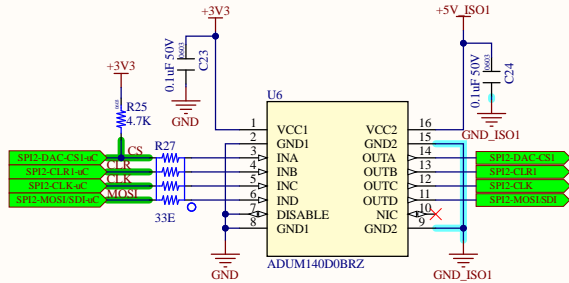 +3V3
+5V_ISO1
0603
0.1uF 50V
C23
0603
0.1uF 50V
C24
+3V3
GND
GND_ISO1
U6
R25
4.7K
1 VCC1 VCC2 16
2 GND1 GND2 15
3 INA OUTA 14
4 INB OUTB 13
5 INC OUTC 12
6 IND OUTD 11
7 DISABLE NIC 10
8 GND1 GND2 9
SPI2-DAC-CS1-uC CS R27 SPI2-DAC-CS1
SPI2-CLR1-uC CLR SPI2-CLR1
SPI2-CLK-uC CLK SPI2-CLK
SPI2-MOSI/SDI-uC MOSI SPI2-MOSI/SDI
33E
GND
ADUM140D0BRZ
GND_ISO1